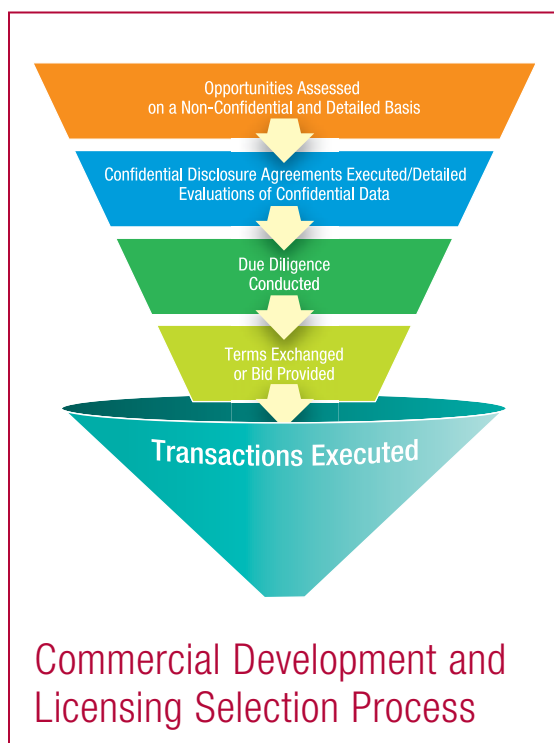 Opportunities Assessed
on a Non-Confidential and Detailed Basis
Confidential Disclosure Agreements Executed/Detailed
Evaluations of Confidential Data
Due Diligence
Conducted
Terms Exchanged
or Bid Provided
Transactions Executed
Commercial Development and
Licensing Selection Process